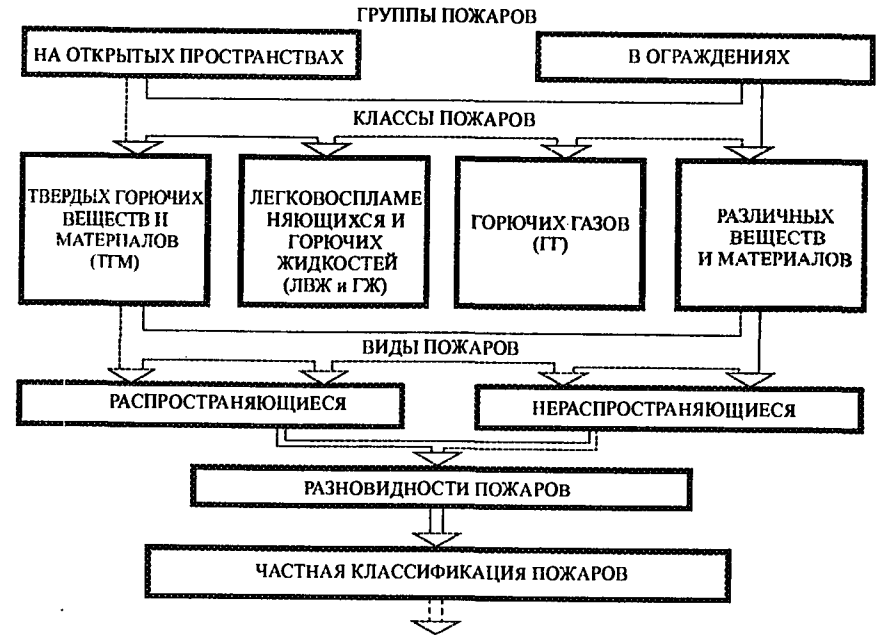 ГРУППЫ ПОЖАРОВ
НА ОТКРЫТЫХ ПРОСТРАНСТВАХ
В ОГРАЖДЕНИЯХ
КЛАССЫ ПОЖАРОВ
ТВЕРДЫХ ГОРЮЧИХ
ВЕЩЕСТВ И
МАТЕРИАЛОВ
(ТГМ)
ЛЕГКОВОСПЛАМЕ
НЯЮЩИХСЯ И
ГОРЮЧИХ
ЖИДКОСТЕЙ
(ЛВЖ и ГЖ)
ГОРЮЧИХ ГАЗОВ
(ГГ)
РАЗЛИЧНЫХ
ВЕЩЕСТВ
И МАТЕРИАЛОВ
ВИДЫ ПОЖАРОВ
РАСПРОСТРАНЯЮЩИЕСЯ
НЕРАСПРОСТРАНЯЮЩИЕСЯ
РАЗНОВИДНОСТИ ПОЖАРОВ
ЧАСТНАЯ КЛАССИФИКАЦИЯ ПОЖАРОВ